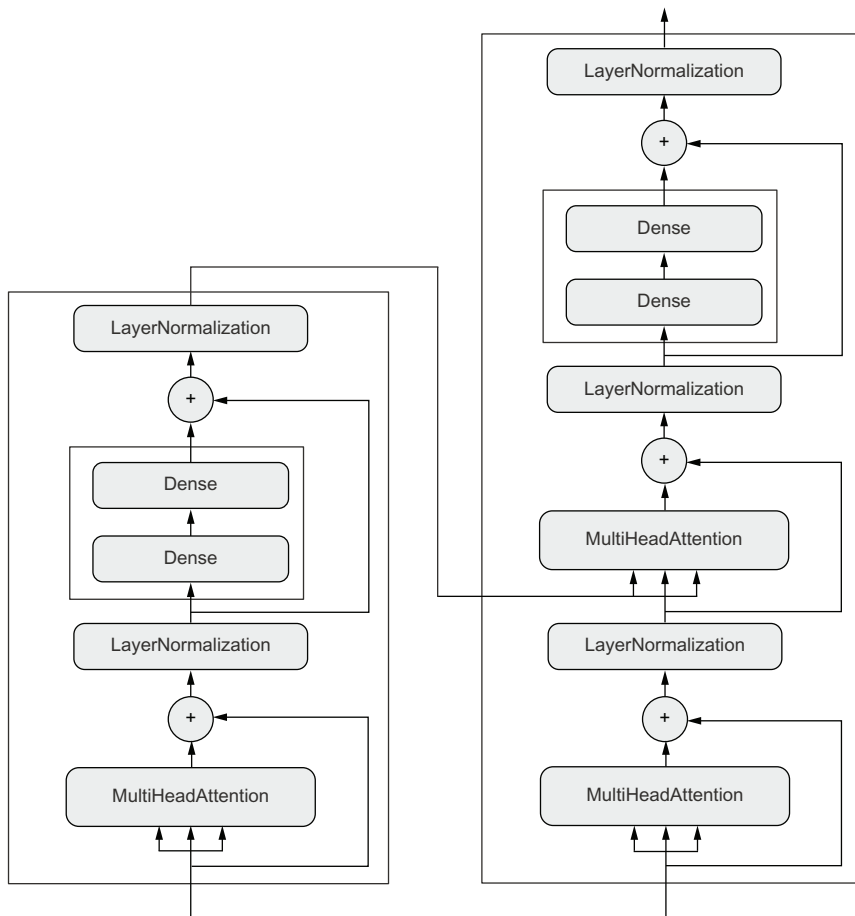 LayerNormalization
+
Dense
Dense
LayerNormalization
+
MultiHeadAttention
LayerNormalization
+
Dense
Dense
LayerNormalization
+
MultiHeadAttention
LayerNormalization
+
MultiHeadAttention